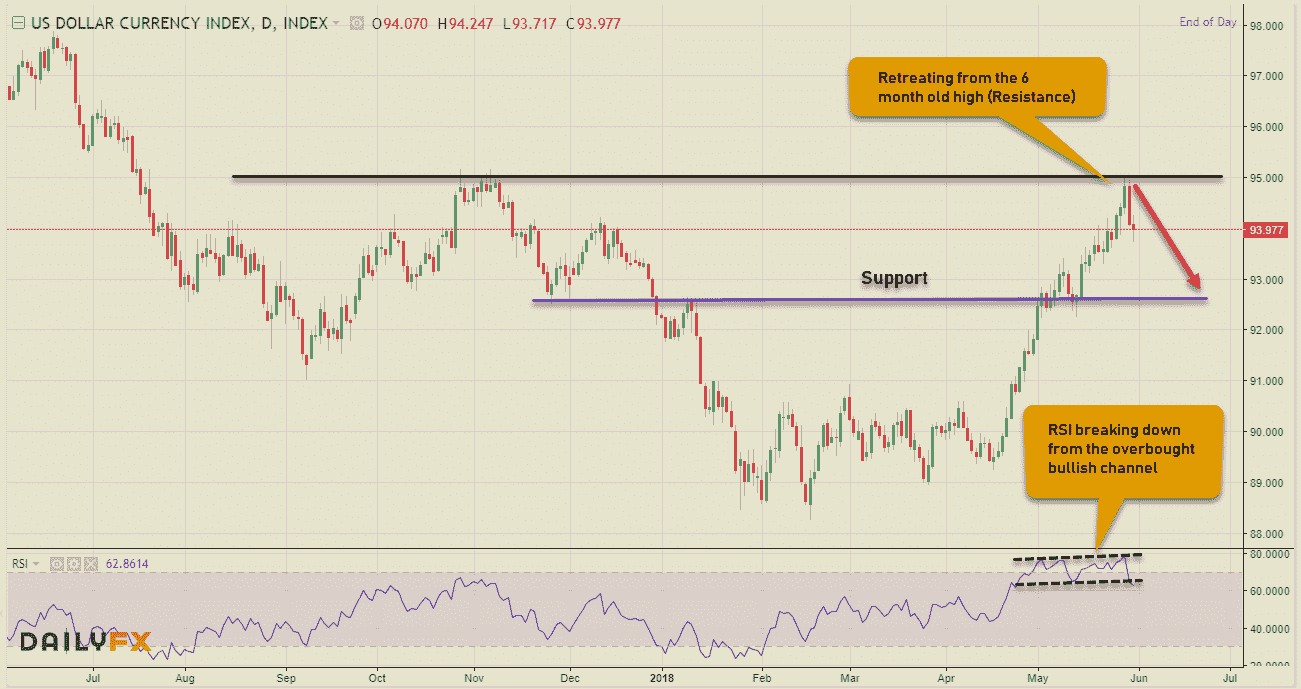 US DOLLAR CURRENCY INDEX, D, INDEX O94.070 H94.247 L93.717 C93.977
End of Day
98.000
97.000
96.000
95.000
93.977
93.000
92.000
91.000
90.000
89.000
88.000
Retreating from the 6
month old high (Resistance)
Support
RSI breaking down
from the overbought
bullish channel
RSI 62.8614
80.0000
60.0000
40.0000
20.0000
DAILYFX
Jul Aug Sep Oct Nov Dec 2018 Feb Mar Apr May Jun Jul